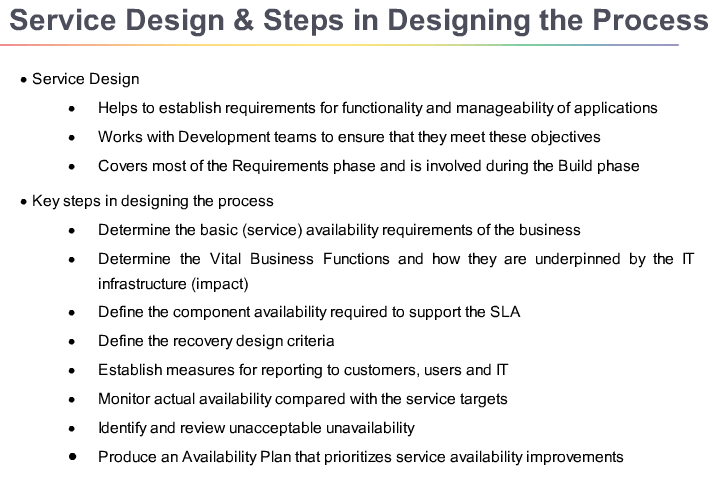 Service Design & Steps in Designing the Process
• Service Design
• Helps to establish requirements for functionality and manageability of applications
• Works with Development teams to ensure that they meet these objectives
• Covers most of the Requirements phase and is involved during the Build phase
• Key steps in designing the process
• Determine the basic (service) availability requirements of the business
• Determine the Vital Business Functions and how they are underpinned by the IT
infrastructure (impact)
• Define the component availability required to support the SLA
• Define the recovery design criteria
• Establish measures for reporting to customers, users and IT
• Monitor actual availability compared with the service targets
• Identify and review unacceptable unavailability
• Produce an Availability Plan that prioritizes service availability improvements